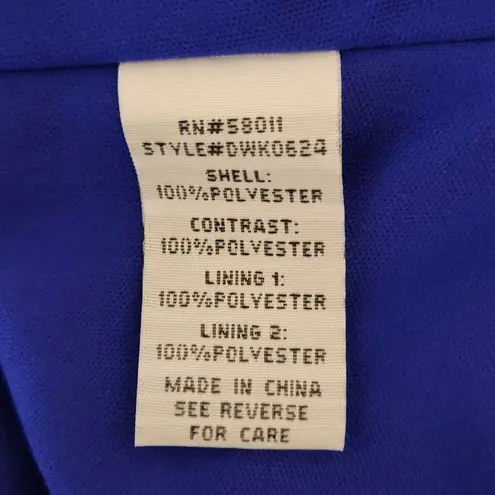 RN#58011
STYLE#DWK0624
SHELL:
100%POLYESTER
CONTRAST:
100%POLYESTER
LINING 1:
100%POLYESTER
LINING 2:
100%POLYESTER
MADE IN CHINA
SEE REVERSE
FOR CARE